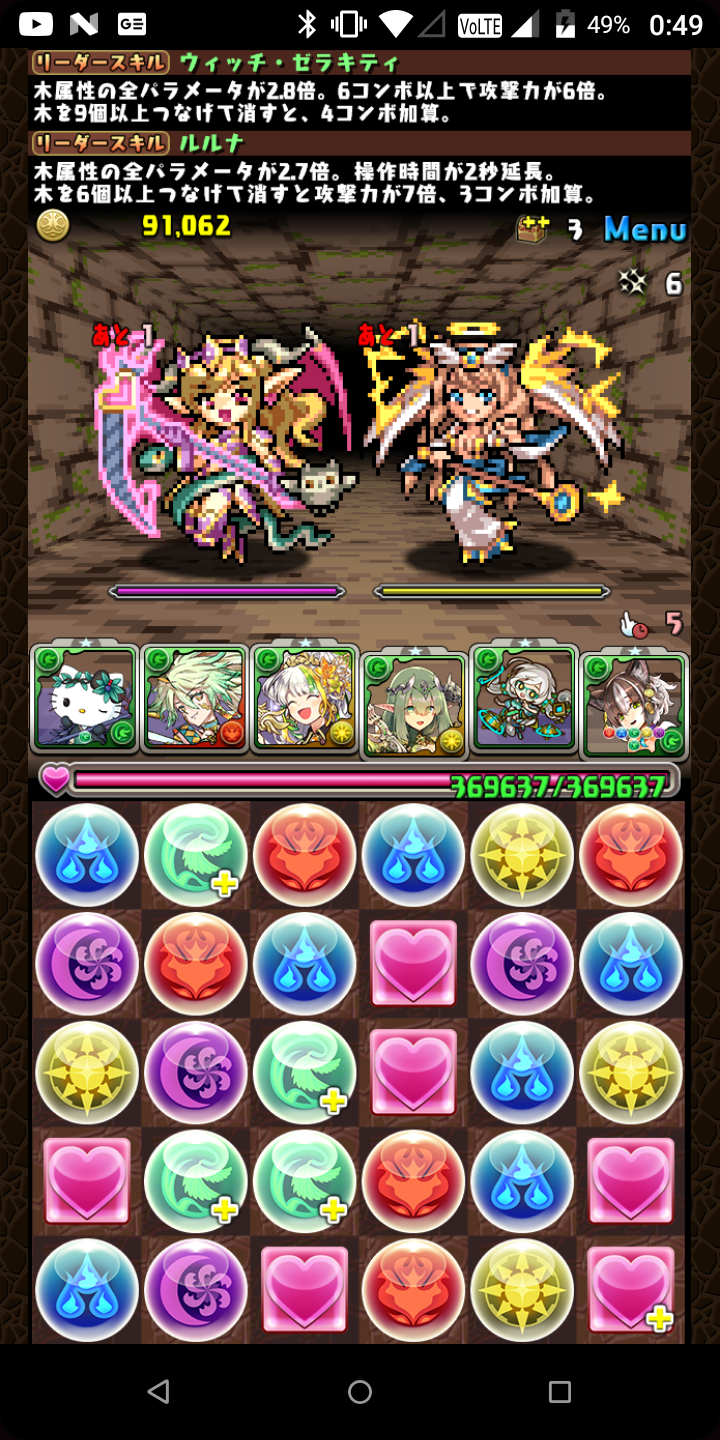 GE VoLTE 49% 0:49
リーダースキル ウィッチ・ゼラキティ
木属性の全パラメータが2.8倍。6コンボ以上で攻撃力が6倍。
木を9個以上つなげて消すと、4コンボ加算。
リーダースキル ルルナ
木属性の全パラメータが2.7倍。操作時間が2秒延長。
木を6個以上つなげて消すと攻撃力が7倍、3コンボ加算。
91,062 3 Menu
6
あと 1 あと 1
5
369637/369637